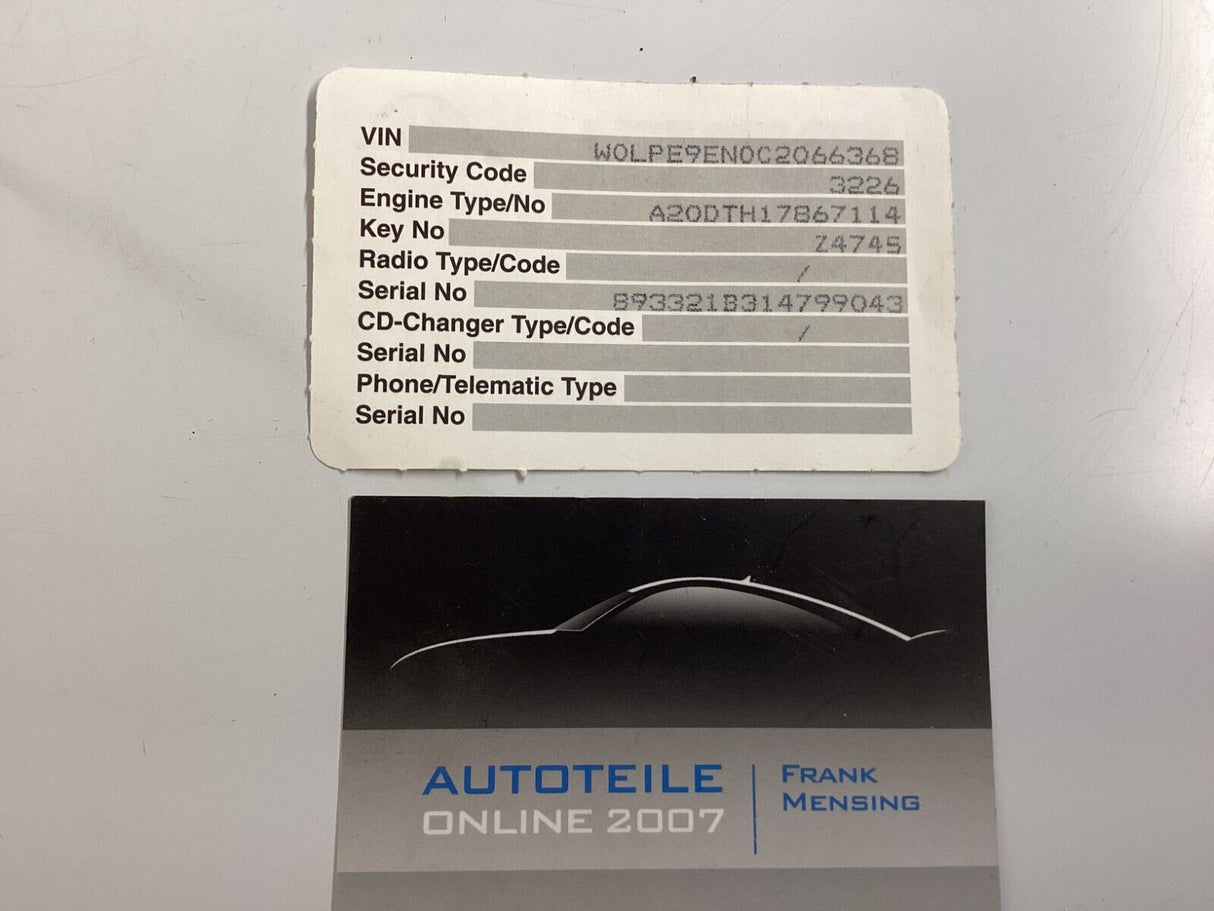 VIN W0LPE9EN0C2066368
Security Code 3226
Engine Type/No A20DTH17867114
Key No Z4745
Radio Type/Code /
Serial No 893321B314799043
CD-Changer Type/Code /
Serial No
Phone/Telematic Type
Serial No
AUTOTEILE
ONLINE 2007
FRANK
MENSING